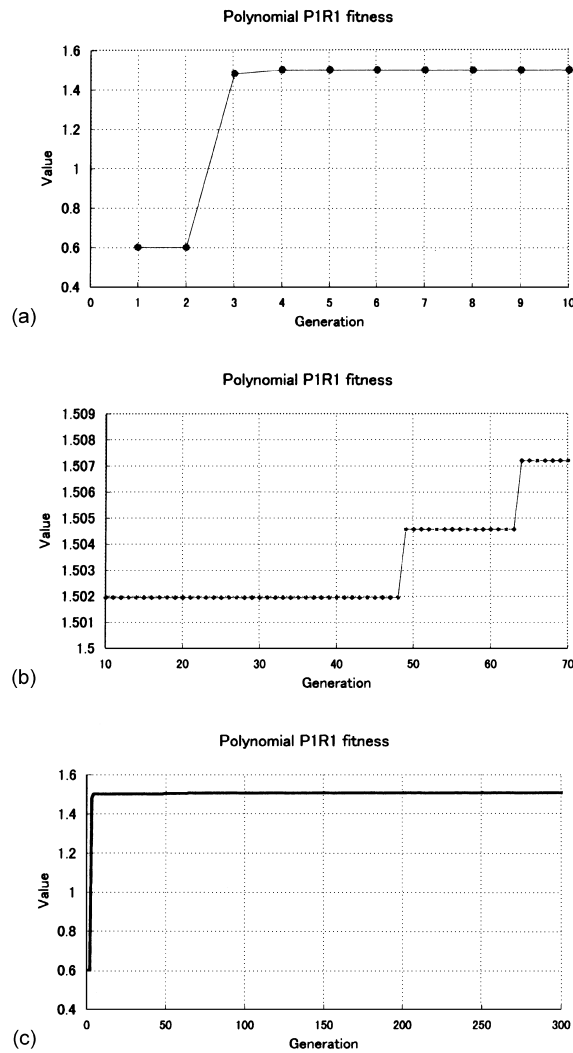 Polynomial P1R1 fitness
1.6
1.4
1.2
1
0.8
0.6
0.4
Value
0 1 2 3 4 5 6 7 8 9 10
Generation
(a)
Polynomial P1R1 fitness
1.509
1.508
1.507
1.506
1.505
1.504
1.503
1.502
1.501
1.5
Value
10 20 30 40 50 60 70
Generation
(b)
Polynomial P1R1 fitness
1.6
1.4
1.2
1
0.8
0.6
0.4
Value
0 50 100 150 200 250 300
Generation
(c)